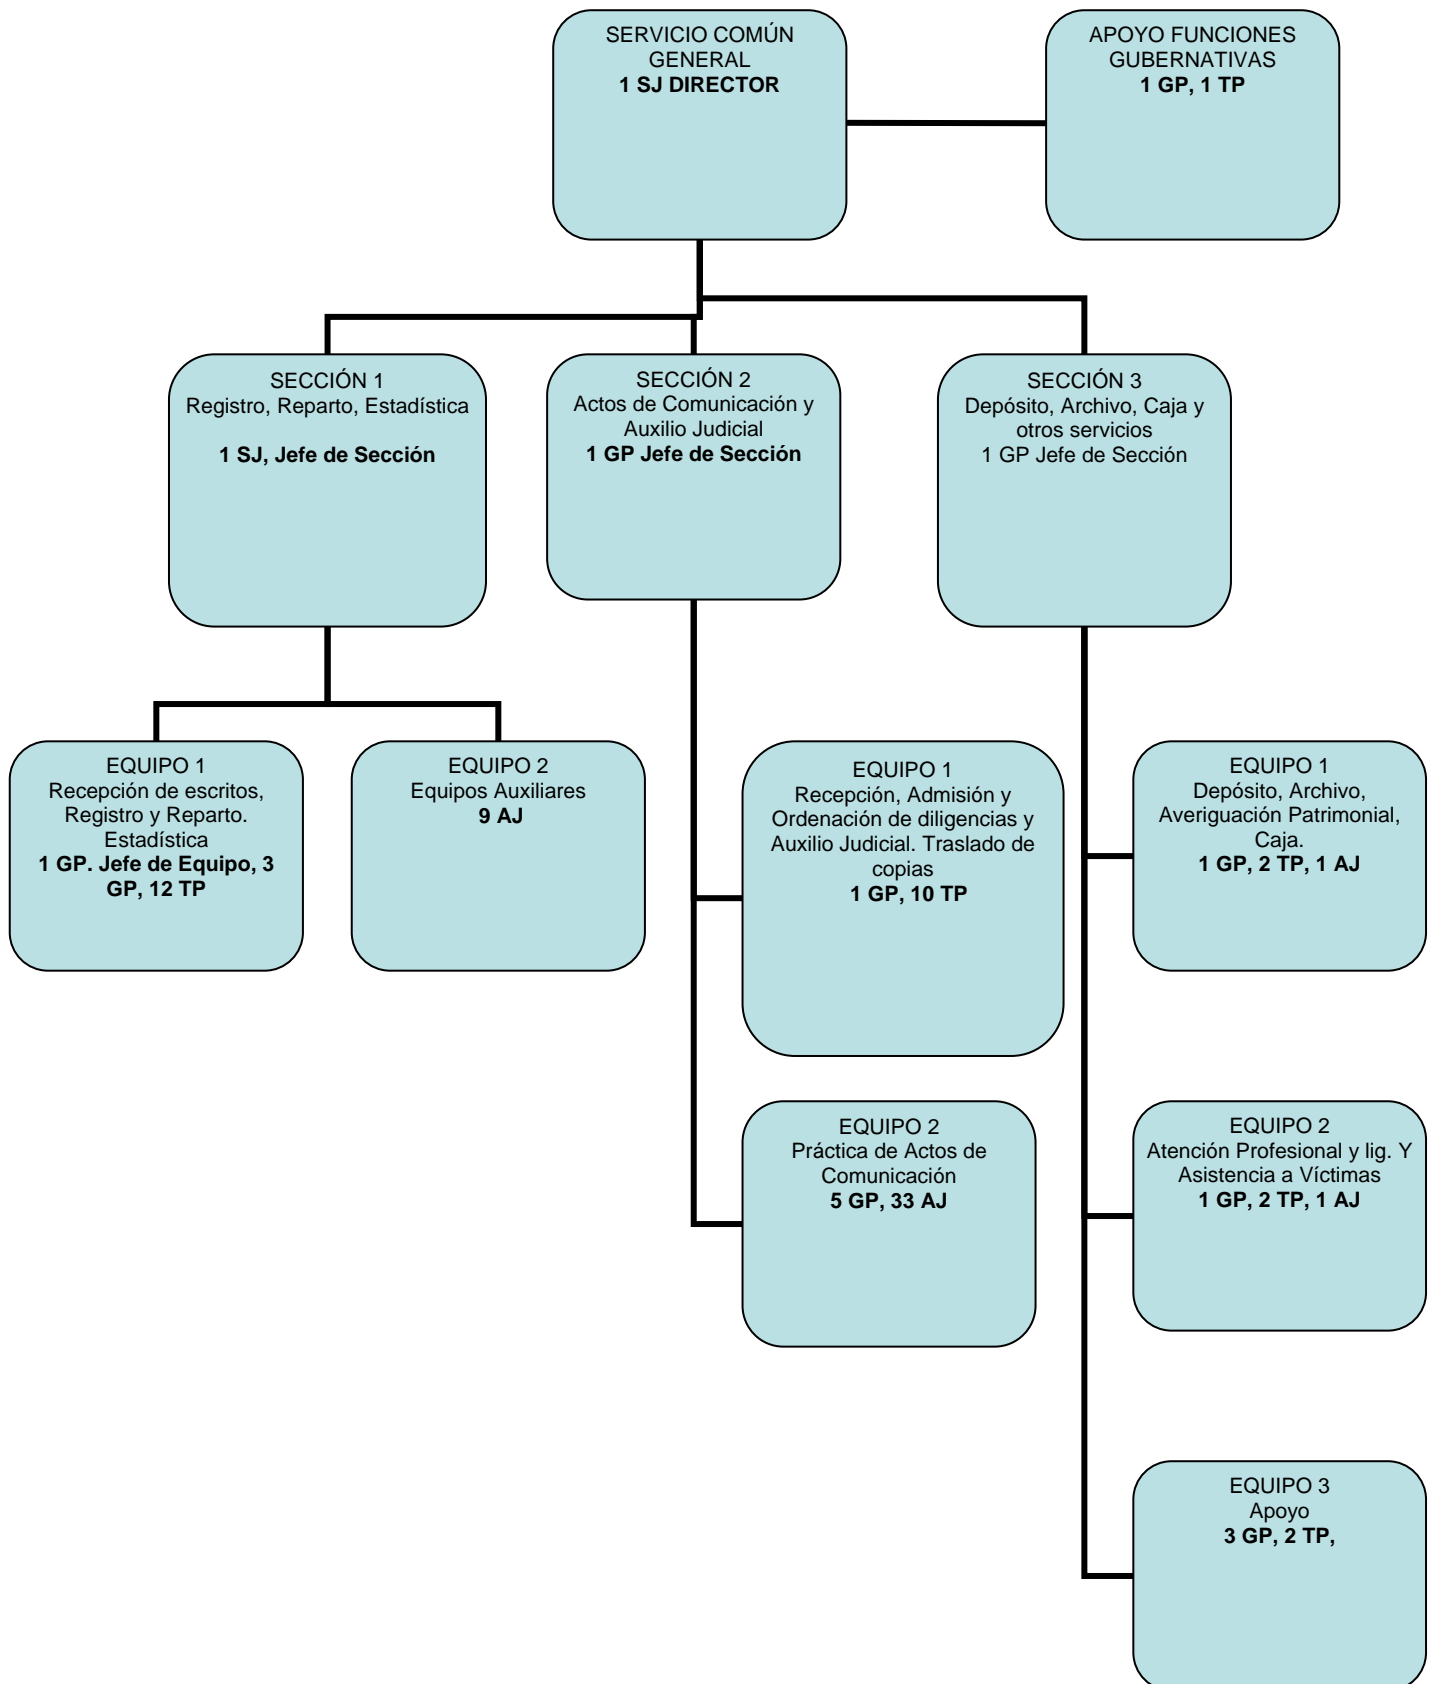 SERVICIO COMÚN
GENERAL
1 SJ DIRECTOR
APOYO FUNCIONES
GUBERNATIVAS
1 GP, 1 TP
SECCIÓN 1
Registro, Reparto, Estadística
1 SJ, Jefe de Sección
SECCIÓN 2
Actos de Comunicación y
Auxilio Judicial
1 GP Jefe de Sección
SECCIÓN 3
Depósito, Archivo, Caja y
otros servicios
1 GP Jefe de Sección
EQUIPO 1
Recepción de escritos,
Registro y Reparto.
Estadística
1 GP. Jefe de Equipo, 3
GP, 12 TP
EQUIPO 2
Equipos Auxiliares
9 AJ
EQUIPO 1
Recepción, Admisión y
Ordenación de diligencias y
Auxilio Judicial. Traslado de
copias
1 GP, 10 TP
EQUIPO 1
Depósito, Archivo,
Averiguación Patrimonial,
Caja.
1 GP, 2 TP, 1 AJ
EQUIPO 2
Práctica de Actos de
Comunicación
5 GP, 33 AJ
EQUIPO 2
Atención Profesional y lig. Y
Asistencia a Víctimas
1 GP, 2 TP, 1 AJ
EQUIPO 3
Apoyo
3 GP, 2 TP,